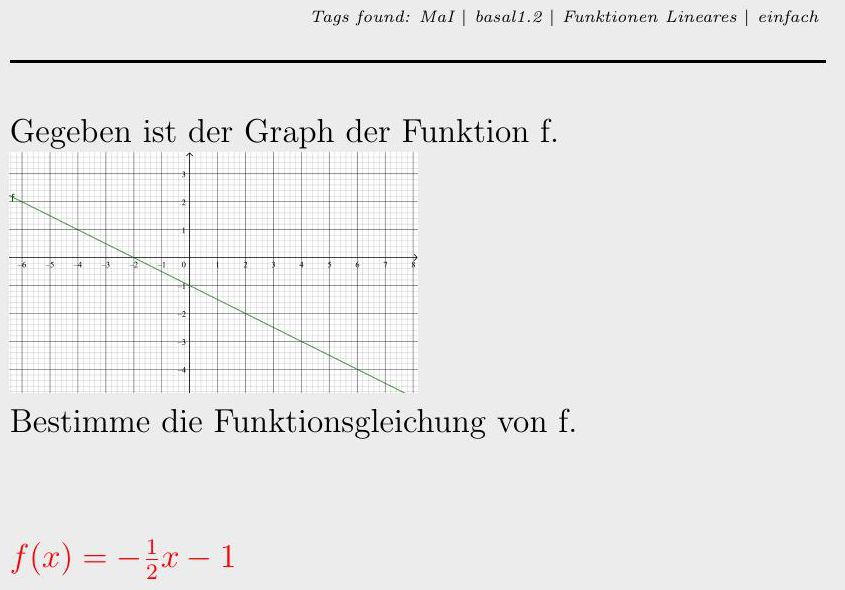 Tags found: MaI | basal1.2 | Funktionen Lineares | einfach
Gegeben ist der Graph der Funktion f.
f
3
2
1
-6 -5 -4 -3 -2 -1 0 1 2 3 4 5 6 7 8
-1
-2
-3
-4
Bestimme die Funktionsgleichung von f.
f(x) = −½x − 1